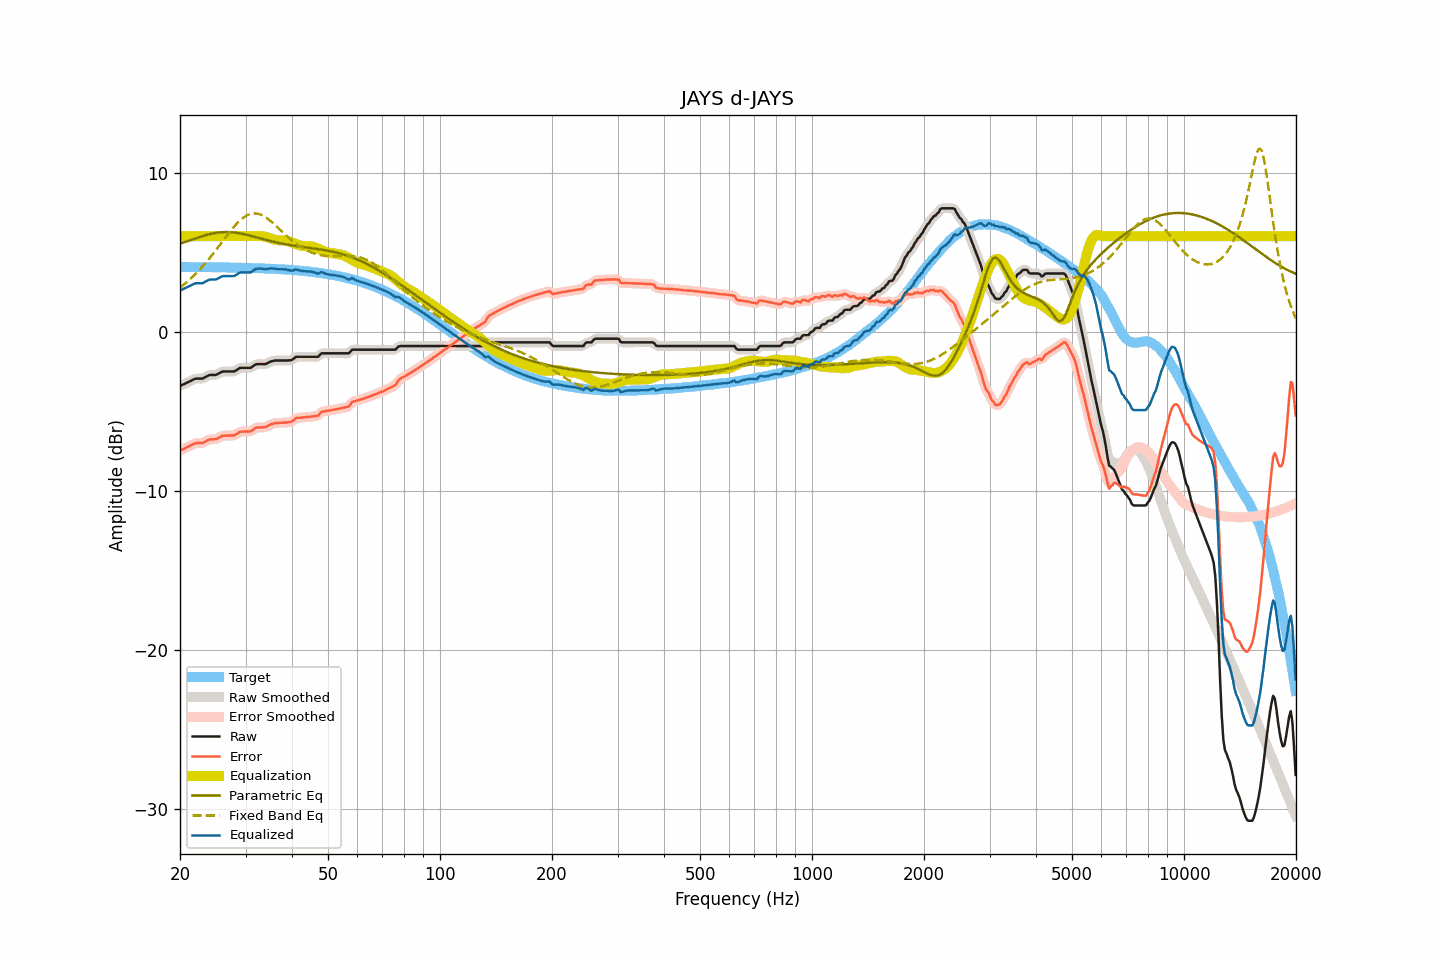 JAYS d-JAYS
Amplitude (dBr)
10
0
−10
−20
−30
Target
Raw Smoothed
Error Smoothed
Raw
Error
Equalization
Parametric Eq
Fixed Band Eq
Equalized
20 50 100 200 500 1000 2000 5000 10000 20000
Frequency (Hz)